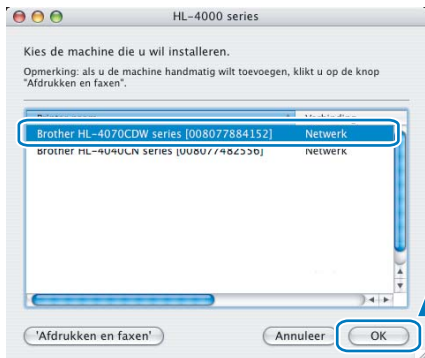 HL-4000 series
Kies de machine die u wil installeren.
Opmerking: als u de machine handmatig wilt toevoegen, klikt u op de knop
"Afdrukken en faxen".
Brother HL-4070CDW series [008077884152] Netwerk
Brother HL-4040CN series [008077482556] Netwerk
'Afdrukken en faxen' Annuleer OK